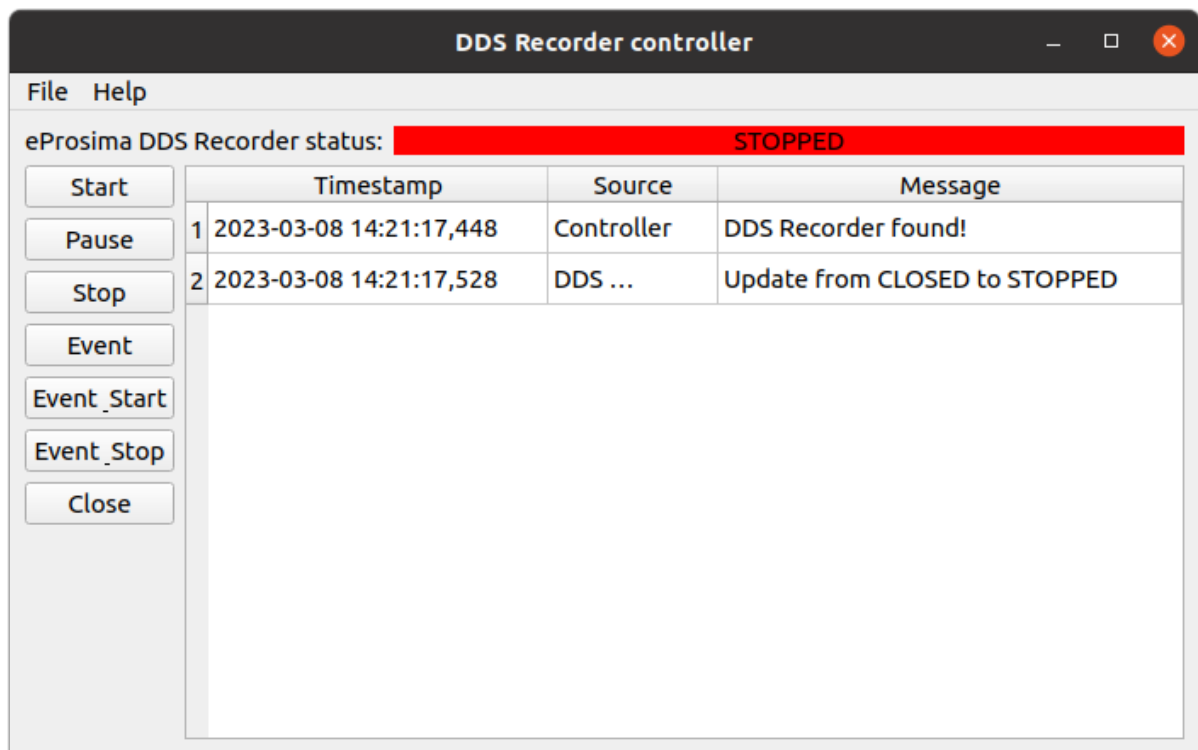 DDS Recorder controller
File Help
eProsima DDS Recorder status: STOPPED
Start
Pause
Stop
Event
Event_Start
Event_Stop
Close
Timestamp Source Message
1 2023-03-08 14:21:17,448 Controller DDS Recorder found!
2 2023-03-08 14:21:17,528 DDS ... Update from CLOSED to STOPPED